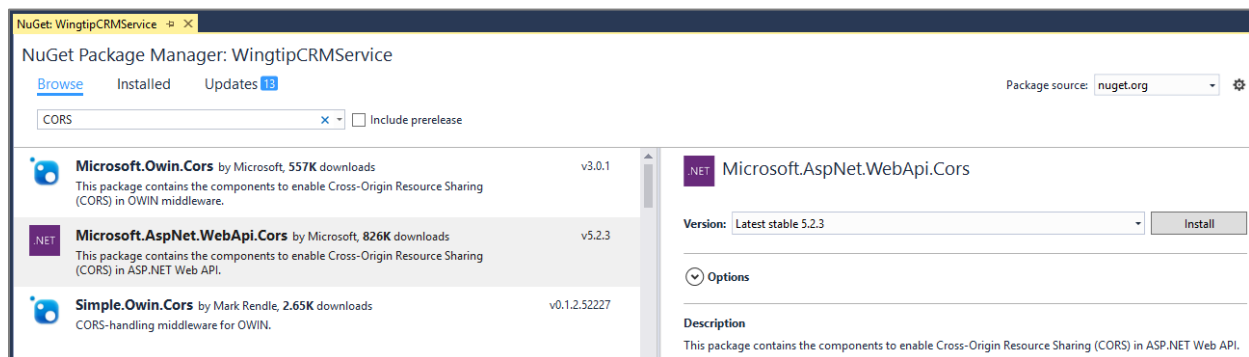 NuGet: WingtipCRMService
NuGet Package Manager: WingtipCRMService
Browse Installed Updates 13
Package source: nuget.org
CORS Include prerelease
Microsoft.Owin.Cors by Microsoft, 557K downloads v3.0.1
This package contains the components to enable Cross-Origin Resource Sharing
(CORS) in OWIN middleware.
.NET Microsoft.AspNet.WebApi.Cors by Microsoft, 826K downloads v5.2.3
This package contains the components to enable Cross-Origin Resource Sharing
(CORS) in ASP.NET Web API.
Simple.Owin.Cors by Mark Rendle, 2.65K downloads v0.1.2.52227
CORS-handling middleware for OWIN.
.NET Microsoft.AspNet.WebApi.Cors
Version: Latest stable 5.2.3 Install
Options
Description
This package contains the components to enable Cross-Origin Resource Sharing (CORS) in ASP.NET Web API.